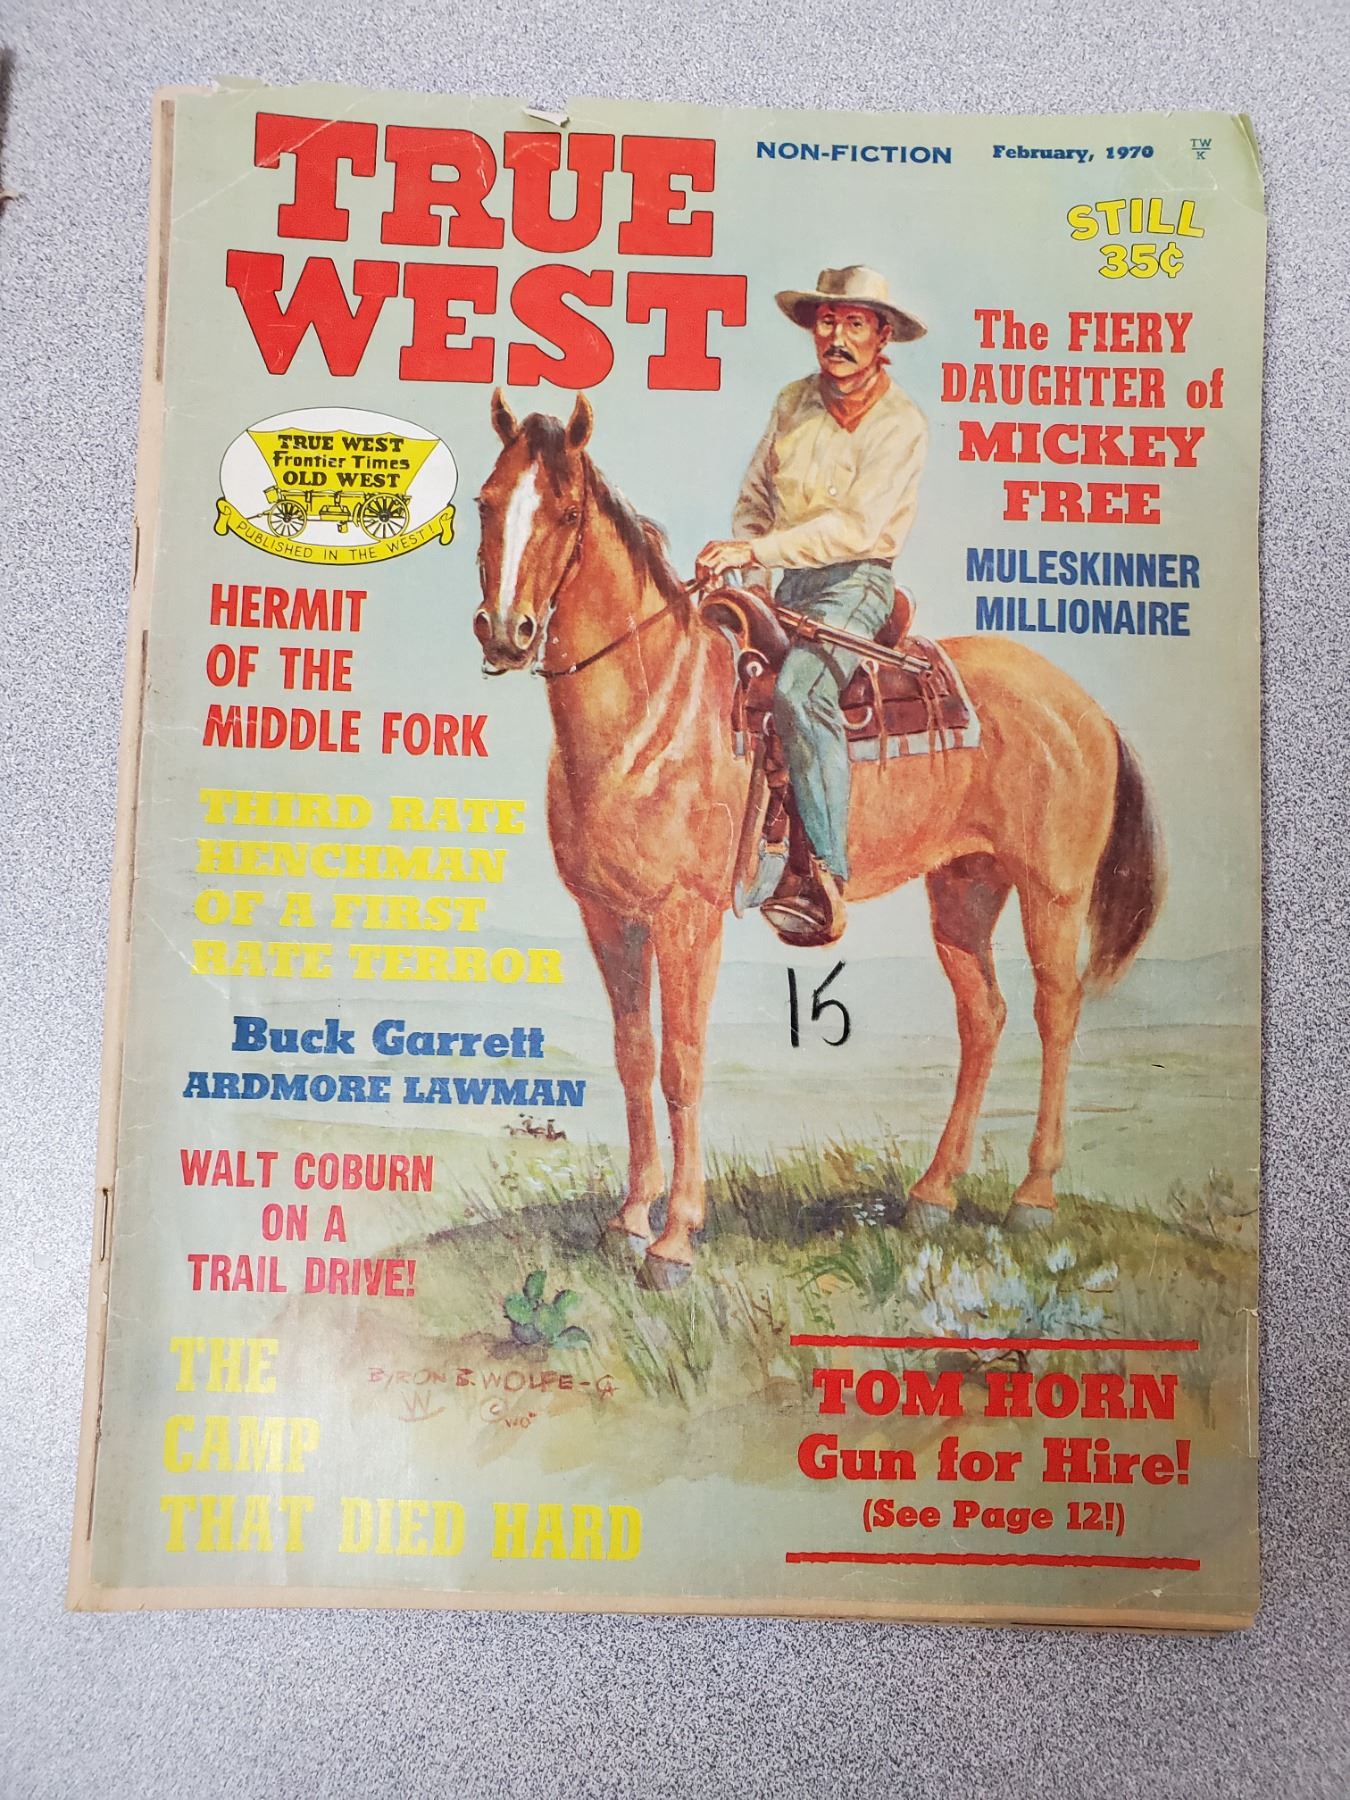 TRUE
WEST
NON-FICTION
February, 1970
TW
K
STILL
35¢
The FIERY
DAUGHTER of
MICKEY
FREE
MULESKINNER
MILLIONAIRE
TRUE WEST
Frontier Times
OLD WEST
PUBLISHED IN THE WEST!
HERMIT
OF THE
MIDDLE FORK
THIRD RATE
HENCHMAN
OF A FIRST
RATE TERROR
Buck Garrett
ARDMORE LAWMAN
15
WALT COBURN
ON A
TRAIL DRIVE!
THE
CAMP
THAT DIED HARD
BYRON B. WOLFE-CA
W ©
TOM HORN
Gun for Hire!
(See Page 12!)